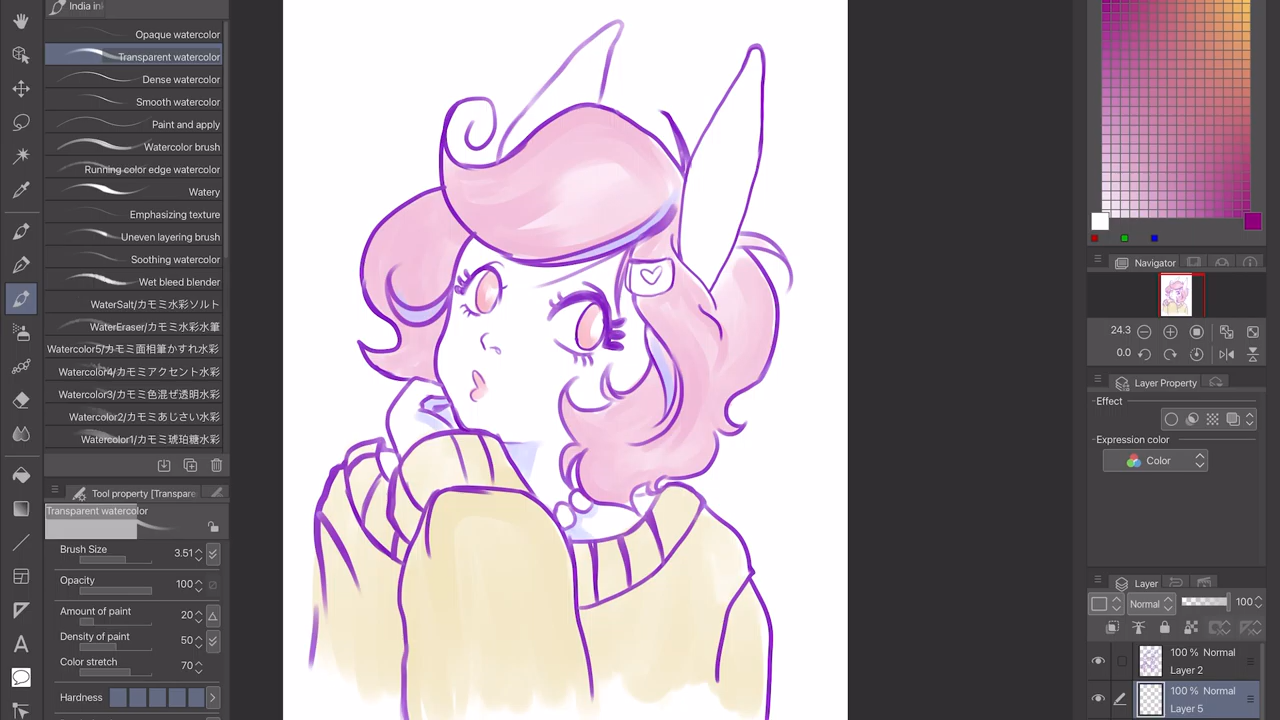 India in
Opaque watercolor
Transparent watercolor
Dense watercolor
Smooth watercolor
Paint and apply
Watercolor brush
Running color edge watercolor
Watery
Emphasizing texture
Uneven layering brush
Soothing watercolor
Wet bleed blender
WaterSalt/カモミ水彩ソルト
WaterEraser/カモミ水彩水筆
Watercolor5/カモミ面相筆かすれ水彩
Watercolor4/カモミアクセント水彩
Watercolor3/カモミ色混ぜ透明水彩
Watercolor2/カモミあじさい水彩
Watercolor1/カモミ琥珀糖水彩
Tool property [Transpare
Transparent watercolor
Brush Size 3.51
Opacity 100
Amount of paint 20
Density of paint 50
Color stretch 70
Hardness
Navigator
24.3
0.0
Layer Property
Effect
Expression color
Color
Layer
Normal 100
100 % Normal
Layer 2
100 % Normal
Layer 5